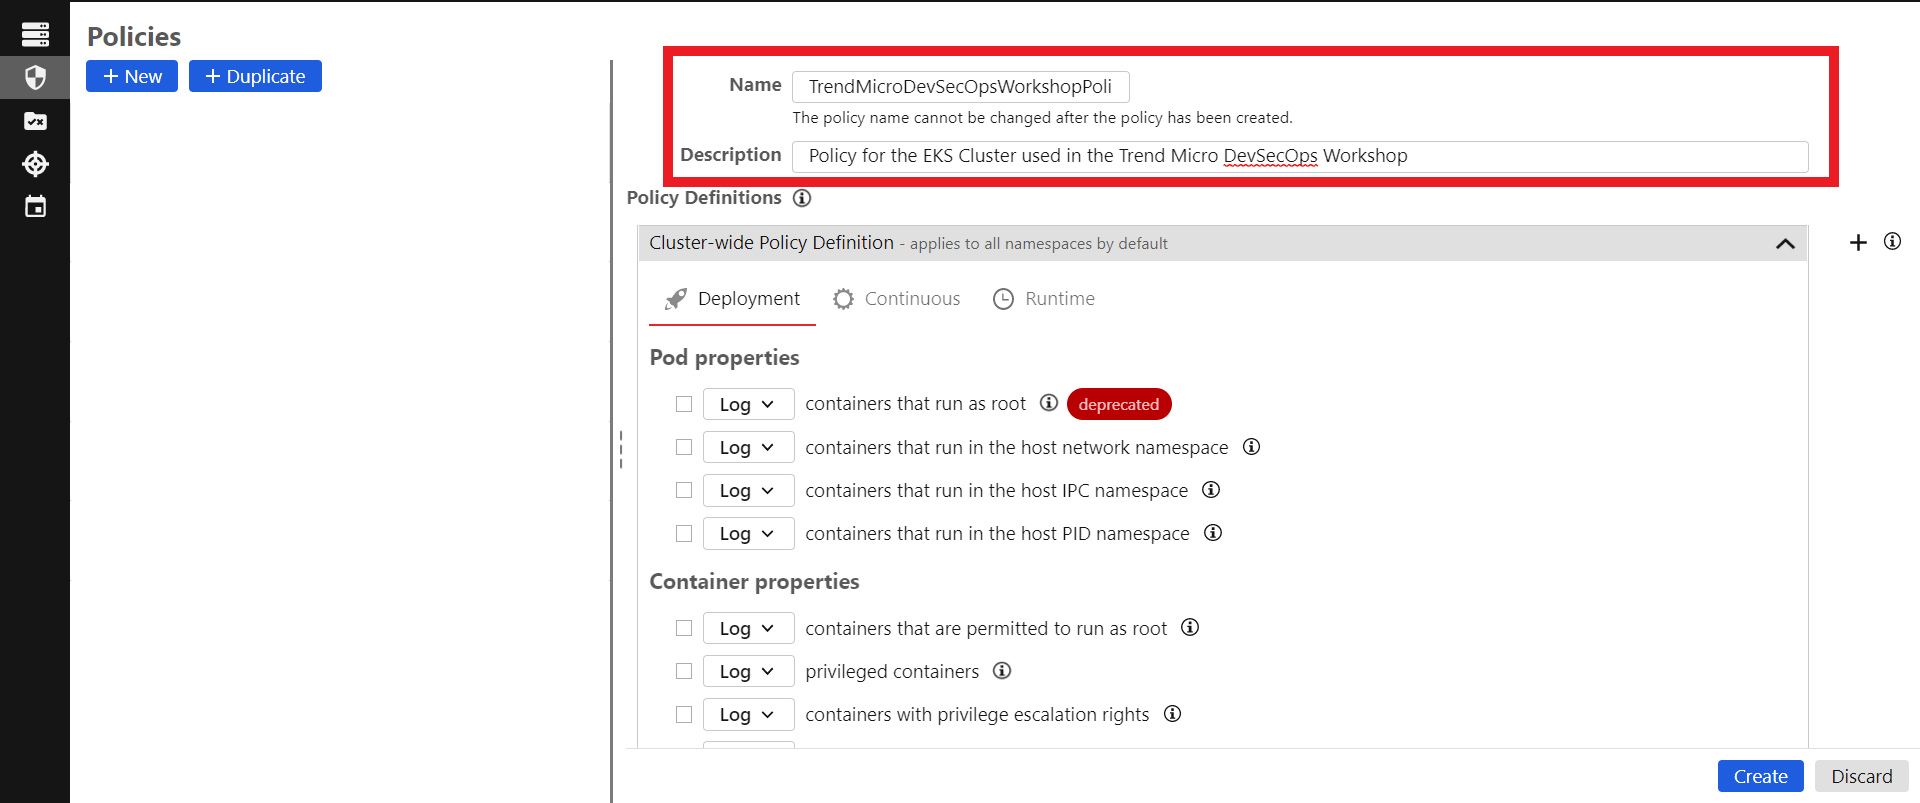 Policies
+ New
+ Duplicate
Name
TrendMicroDevSecOpsWorkshopPoli
The policy name cannot be changed after the policy has been created.
Description
Policy for the EKS Cluster used in the Trend Micro DevSecOps Workshop
Policy Definitions
Cluster-wide Policy Definition - applies to all namespaces by default
Deployment
Continuous
Runtime
Pod properties
Log containers that run as root deprecated
Log containers that run in the host network namespace
Log containers that run in the host IPC namespace
Log containers that run in the host PID namespace
Container properties
Log containers that are permitted to run as root
Log privileged containers
Log containers with privilege escalation rights
Create
Discard